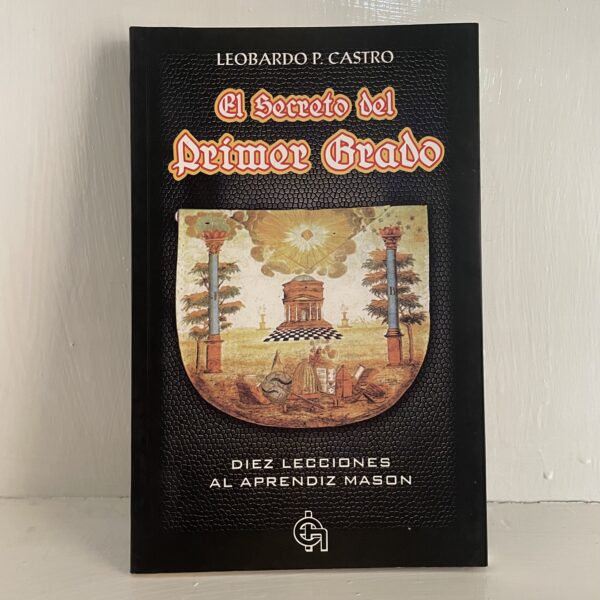 LEOBARDO P. CASTRO
El Secreto del
Primer Grado
DIEZ LECCIONES
AL APRENDIZ MASON